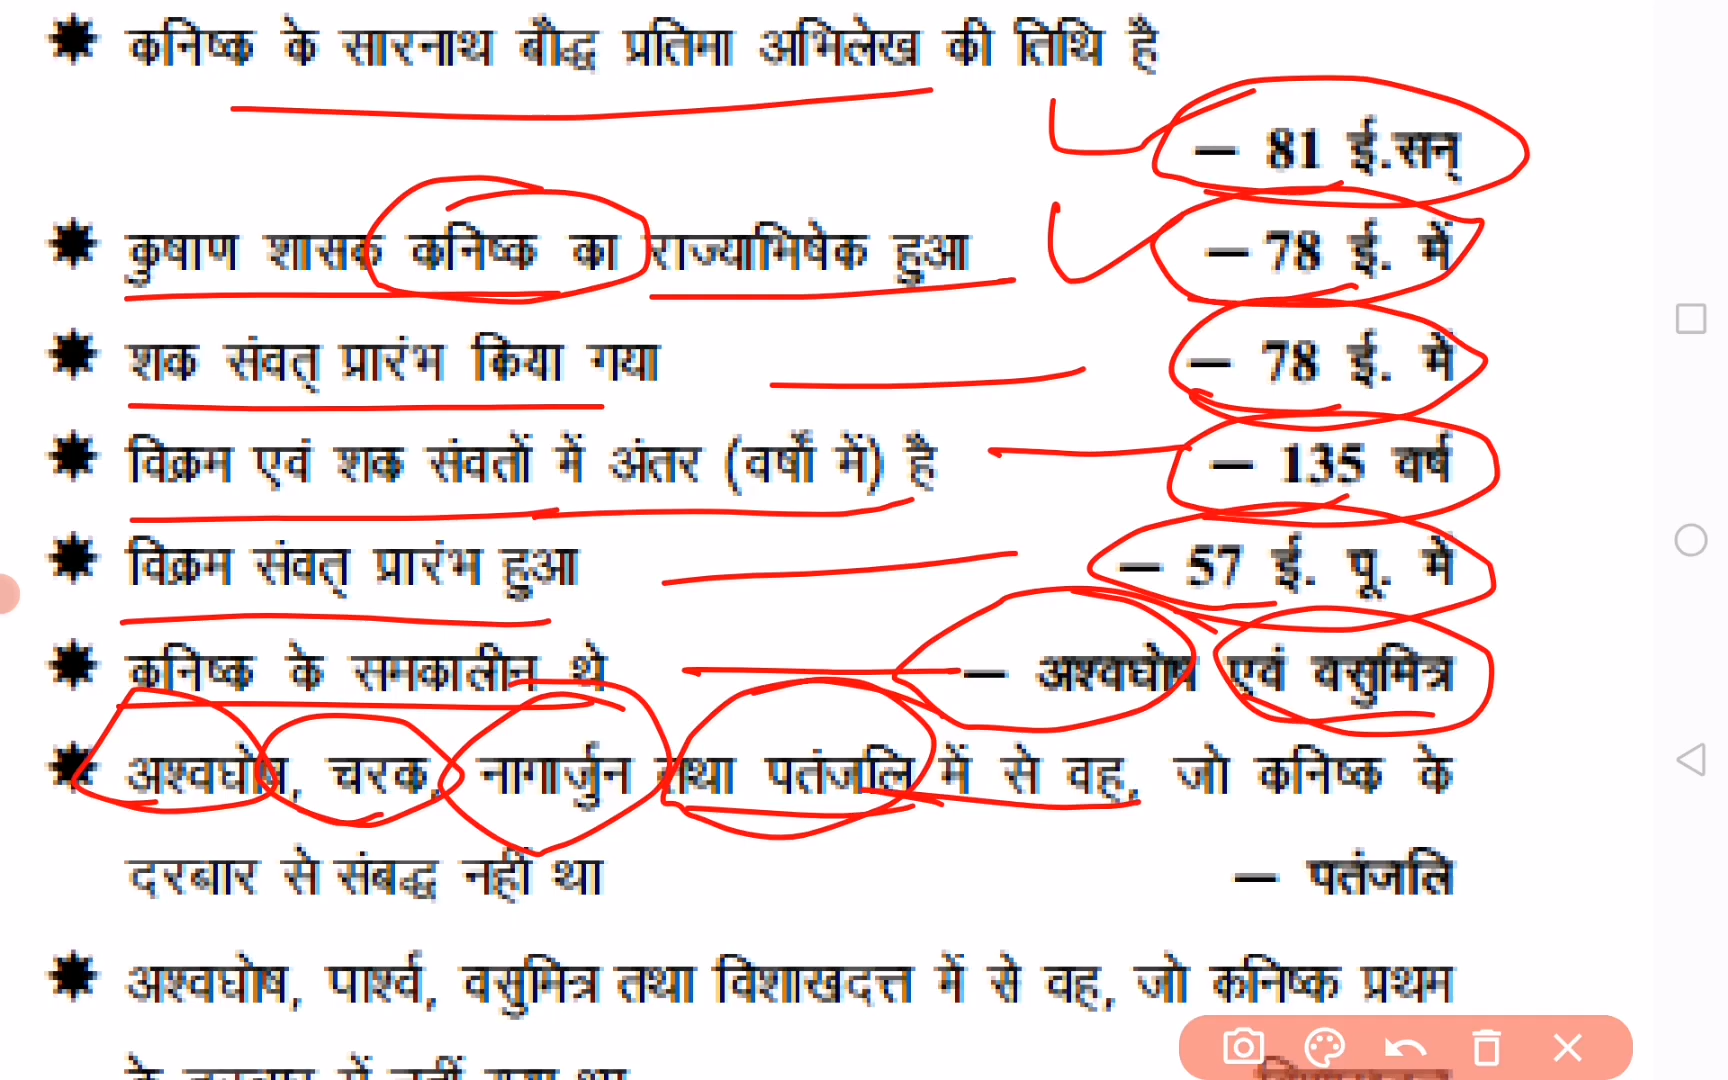 ✸ कनिष्क के सारनाथ बौद्ध प्रतिमा अभिलेख की तिथि है
– 81 ई.सन्
✸ कुषाण शासक कनिष्क का राज्याभिषेक हुआ – 78 ई. में
✸ शक संवत् प्रारंभ किया गया – 78 ई. में
✸ विक्रम एवं शक संवतों में अंतर (वर्षों में) है – 135 वर्ष
✸ विक्रम संवत् प्रारंभ हुआ – 57 ई. पू. में
✸ कनिष्क के समकालीन थे – अश्वघोष एवं वसुमित्र
✸ अश्वघोष, चरक, नागार्जुन तथा पतंजलि में से वह, जो कनिष्क के
दरबार से संबद्ध नहीं था – पतंजलि
✸ अश्वघोष, पार्श्व, वसुमित्र तथा विशाखदत्त में से वह, जो कनिष्क प्रथम